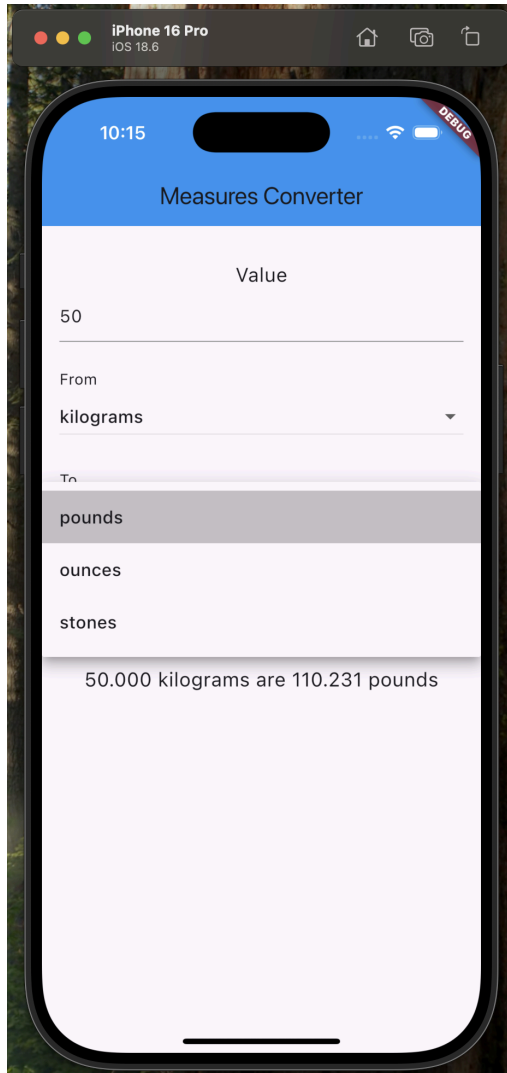 iPhone 16 Pro
iOS 18.6
10:15
DEBUG
Measures Converter
Value
50
From
kilograms
To
pounds
ounces
stones
50.000 kilograms are 110.231 pounds